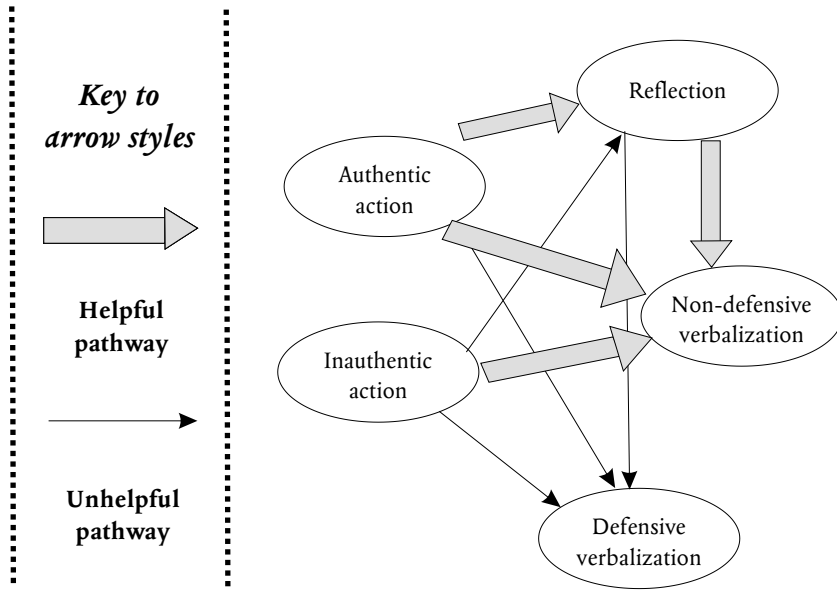 Key to
arrow styles
Helpful
pathway
Unhelpful
pathway
Reflection
Authentic
action
Non-defensive
verbalization
Inauthentic
action
Defensive
verbalization